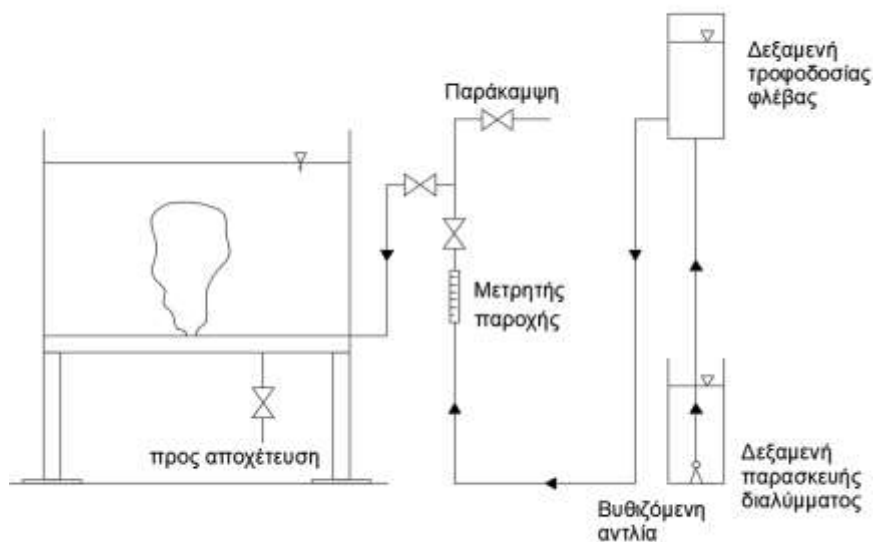 Δεξαμενή
τροφοδοσίας
φλέβας
Παράκαμψη
Μετρητής
παροχής
προς αποχέτευση
Δεξαμενή
παρασκευής
διαλύμματος
Βυθιζόμενη
αντλία